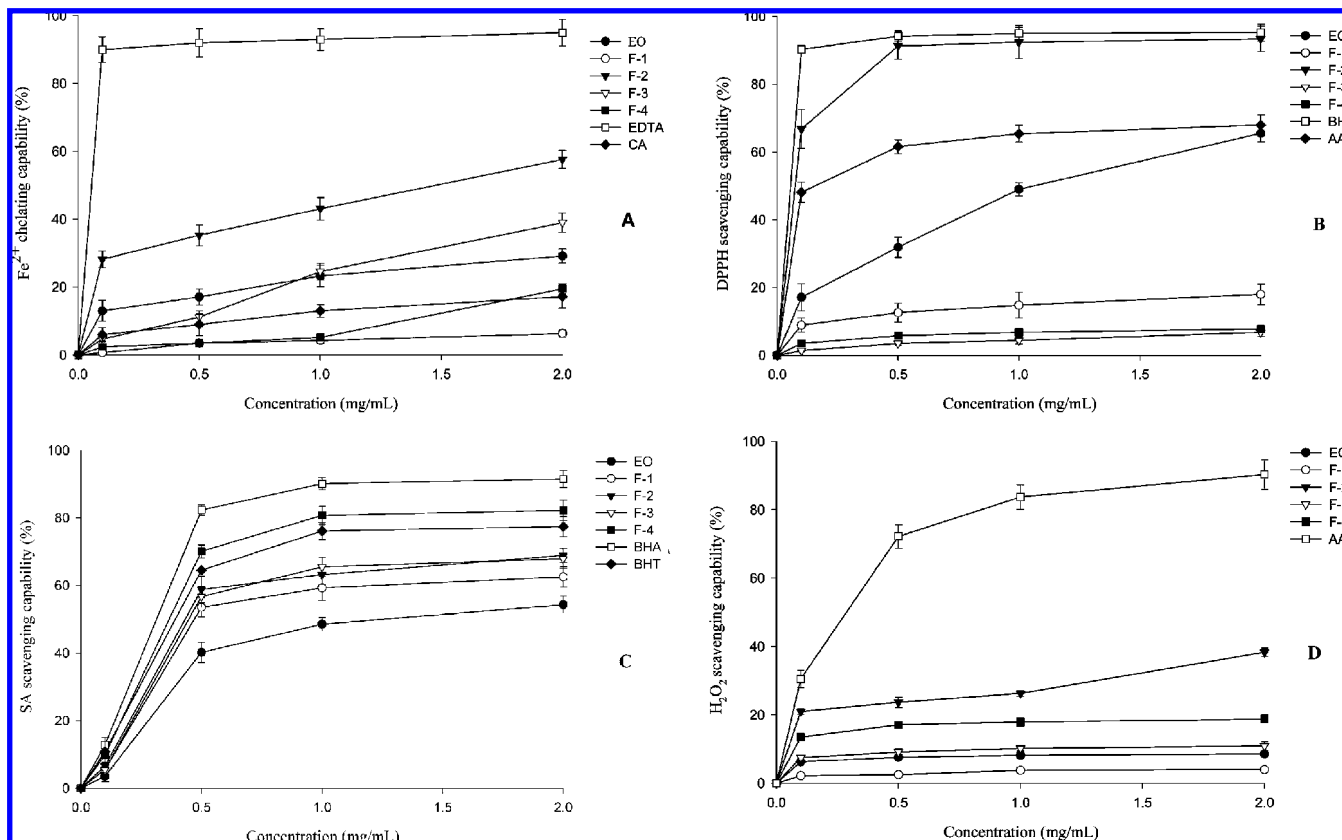 100
80
60
40
20
0
Fe2+ chelating capability (%)
0.0 0.5 1.0 1.5 2.0
Concentration (mg/mL)
EO
F-1
F-2
F-3
F-4
EDTA
CA
A
100
80
60
40
20
0
DPPH scavenging capability (%)
0.0 0.5 1.0 1.5 2.0
Concentration (mg/mL)
AA
B
100
80
60
40
20
0
SA scavenging capability (%)
0.0 0.5 1.0 1.5 2.0
Concentration (mg/mL)
EO
F-1
F-2
F-3
F-4
BHA
BHT
C
100
80
60
40
20
0
H2O2 scavenging capability (%)
0.0 0.5 1.0 1.5 2.0
Concentration (mg/mL)
AA
D